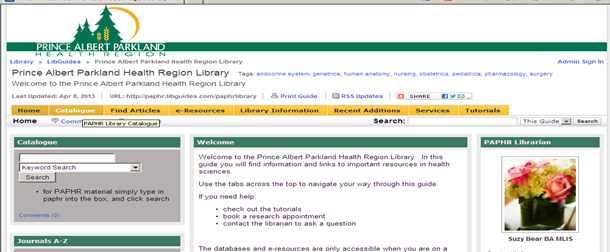 PRINCE ALBERT PARKLAND
HEALTH REGION
Library » LibGuides » Prince Albert Parkland Health Region Library
Admin Sign In
Prince Albert Parkland Health Region Library Tags: endocrine system, geriatrics, human anatomy, nursing, obstetrics, pediatrics, pharmacology, surgery
Welcome to the Prince Albert Parkland Health Region Library
Last Updated: Apr 8, 2013 URL: http://paphr.libguides.com/paphrlibrary Print Guide RSS Updates SHARE
Home Catalogue Find Articles e-Resources Library Information Recent Additions Services Tutorials
Home Comm
PAPHR Library Catalogue
Search: This Guide Search
Catalogue
Keyword Search
Search
• for PAPHR material simply type in
paphr into the box, and click search
Comments (0)
Journals A-Z
Welcome
Welcome to the Prince Albert Parkland Health Region Library. In this
guide you will find information and links to important resources in health
sciences.
Use the tabs across the top to navigate your way through this guide.
If you need help:
• check out the tutorials
• book a research appointment
• contact the librarian to ask a question
The databases and e-resources are only accessible when you are on a
PAPHR Librarian
Suzy Bear BA MLIS